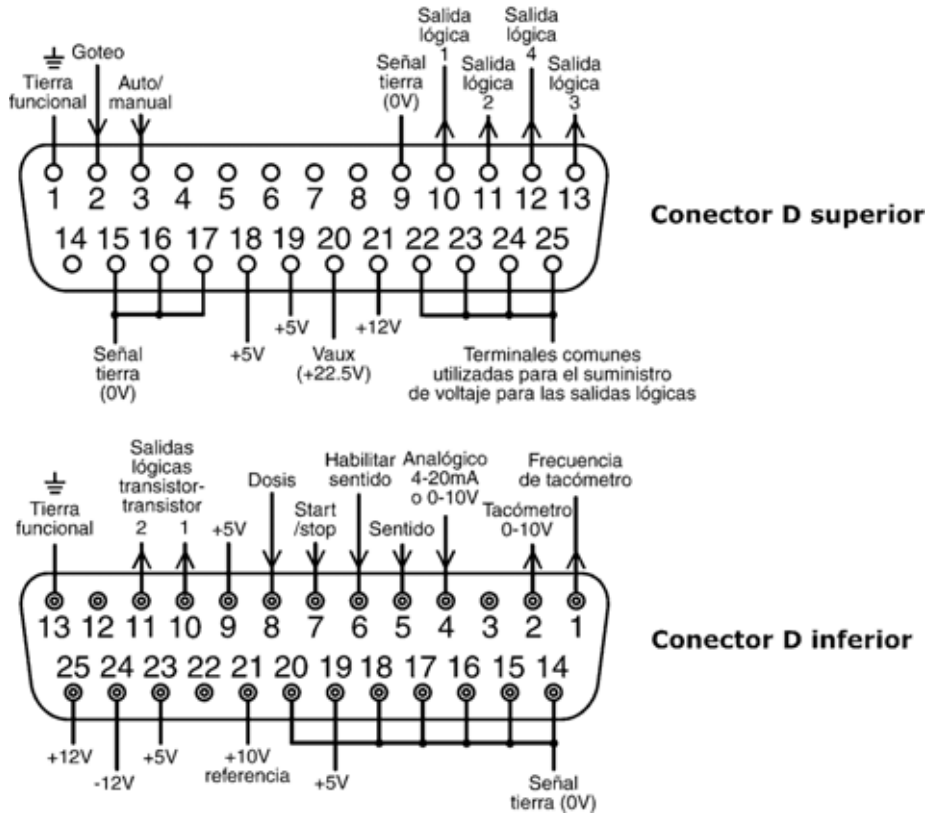 Goteo
Tierra
funcional
Auto/
manual
Señal
tierra
(0V)
Salida
lógica
1
Salida
lógica
2
Salida
lógica
4
Salida
lógica
3
1 2 3 4 5 6 7 8 9 10 11 12 13
14 15 16 17 18 19 20 21 22 23 24 25
Conector D superior
Señal
tierra
(0V)
+5V
+5V
Vaux
(+22.5V)
+12V
Terminales comunes
utilizadas para el suministro
de voltaje para las salidas lógicas
Tierra
funcional
Salidas
lógicas
transistor-
transistor
2 1
+5V
Dosis
Start
/stop
Habilitar
sentido
Sentido
Analógico
4-20mA
o 0-10V
Tacómetro
0-10V
Frecuencia
de tacómetro
13 12 11 10 9 8 7 6 5 4 3 2 1
25 24 23 22 21 20 19 18 17 16 15 14
Conector D inferior
+12V
-12V
+5V
+10V
referencia
+5V
Señal
tierra (0V)